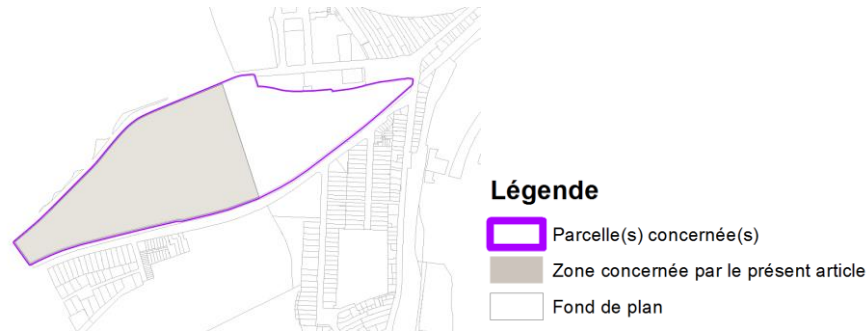 Légende
Parcelle(s) concernée(s)
Zone concernée par le présent article
Fond de plan